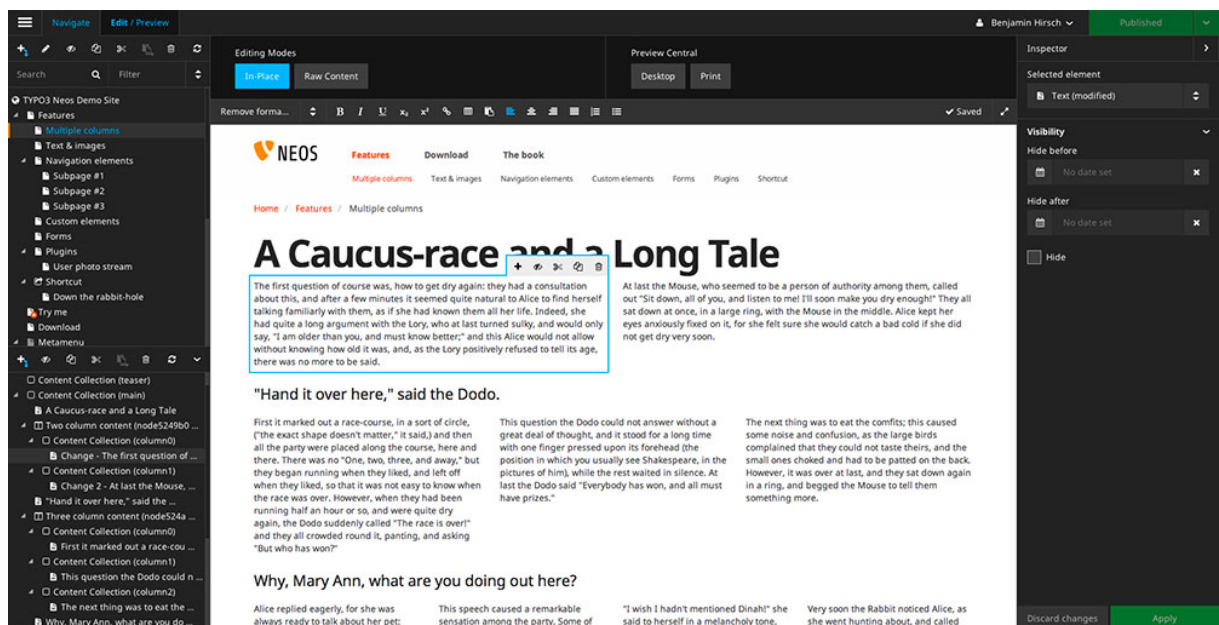 Navigate
Edit / Preview
Benjamin Hirsch
Published
Search
Filter
TYPO3 Neos Demo Site
Features
Multiple columns
Text & images
Navigation elements
Subpage #1
Subpage #2
Subpage #3
Custom elements
Forms
Plugins
User photo stream
Shortcut
Down the rabbit-hole
Try me
Download
Metamenu
Content Collection (teaser)
Content Collection (main)
A Caucus-race and a Long Tale
Two column content (node5249b0 ...
Content Collection (column0)
Change - The first question of
Content Collection (column1)
Change 2 - At last the Mouse, ...
"Hand it over here," said the ...
Three column content (node524a ...
Content Collection (column0)
First it marked out a race-cou ...
Content Collection (column1)
This question the Dodo could n ...
Content Collection (column2)
The next thing was to eat the ...
Why, Mary Ann, what are you do ...
Editing Modes
In-Place
Raw Content
Preview Central
Desktop
Print
Remove forma...
B I U x₂ x²
Saved
NEOS
Features
Download
The book
Multiple columns
Text & images
Navigation elements
Custom elements
Forms
Plugins
Shortcut
Home / Features / Multiple columns
A Caucus-race and a Long Tale
The first question of course was, how to get dry again: they had a consultation
about this, and after a few minutes it seemed quite natural to Alice to find herself
talking familiarly with them, as if she had known them all her life. Indeed, she
had quite a long argument with the Lory, who at last turned sulky, and would only
say, "I am older than you, and must know better;" and this Alice would not allow
without knowing how old it was, and, as the Lory positively refused to tell its age,
there was no more to be said.
At last the Mouse, who seemed to be a person of authority among them, called
out "Sit down, all of you, and listen to me! I'll soon make you dry enough!" They all
sat down at once, in a large ring, with the Mouse in the middle. Alice kept her
eyes anxiously fixed on it, for she felt sure she would catch a bad cold if she did
not get dry very soon.
"Hand it over here," said the Dodo.
First it marked out a race-course, in a sort of circle,
("the exact shape doesn't matter," it said,) and then
all the party were placed along the course, here and
there. There was no "One, two, three, and away," but
they began running when they liked, and left off
when they liked, so that it was not easy to know when
the race was over. However, when they had been
running half an hour or so, and were quite dry
again, the Dodo suddenly called "The race is over!"
and they all crowded round it, panting, and asking
"But who has won?"
This question the Dodo could not answer without a
great deal of thought, and it stood for a long time
with one finger pressed upon its forehead (the
position in which you usually see Shakespeare, in the
pictures of him), while the rest waited in silence. At
last the Dodo said "Everybody has won, and all must
have prizes."
The next thing was to eat the comfits; this caused
some noise and confusion, as the large birds
complained that they could not taste theirs, and the
small ones choked and had to be patted on the back.
However, it was over at last, and they sat down again
in a ring, and begged the Mouse to tell them
something more.
Why, Mary Ann, what are you doing out here?
Alice replied eagerly, for she was
always ready to talk about her pet:
This speech caused a remarkable
sensation among the party. Some of
"I wish I hadn't mentioned Dinah!" she
said to herself in a melancholy tone.
Very soon the Rabbit noticed Alice, as
she went hunting about, and called
Inspector
Selected element
Text (modified)
Visibility
Hide before
No date set
Hide after
No date set
Hide
Discard changes
Apply